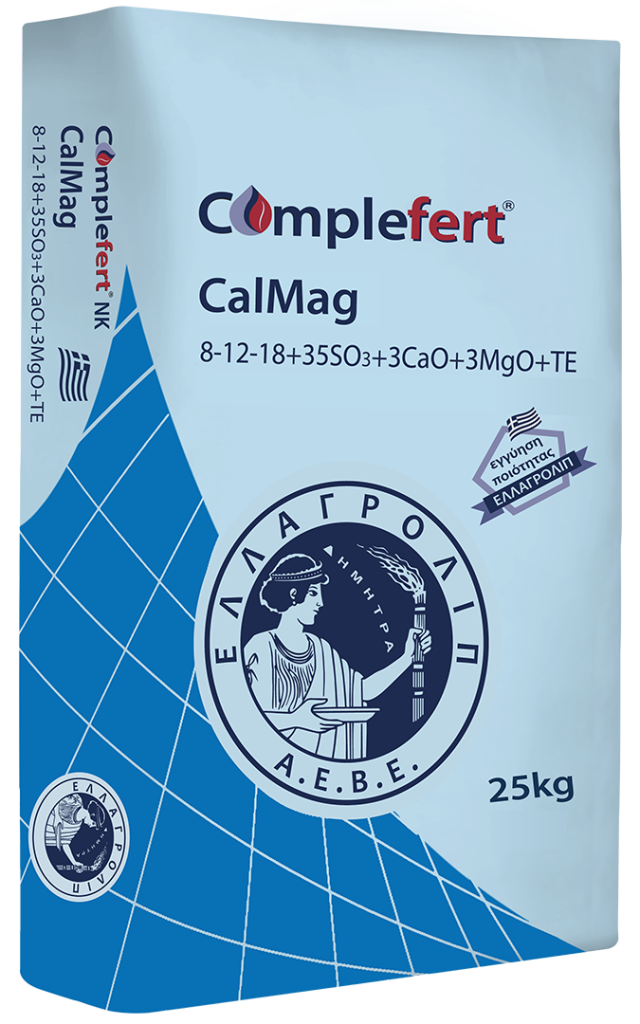 Complefert®
CalMag
8-12-18+35SO₃+3CaO+3MgO+TE
εγγύηση
ποιότητας
ΕΛΛΑΓΡΟΛΙΠ
ΕΛΛΑΓΡΟΛΙΠ
ΔΗΜΗΤΡΑ
Α.Ε.Β.Ε.
25kg
Complefert® NK
CalMag
8-12-18+35SO₃+3CaO+3MgO+TE
ΕΛΛΑΓΡΟΛΙΠ